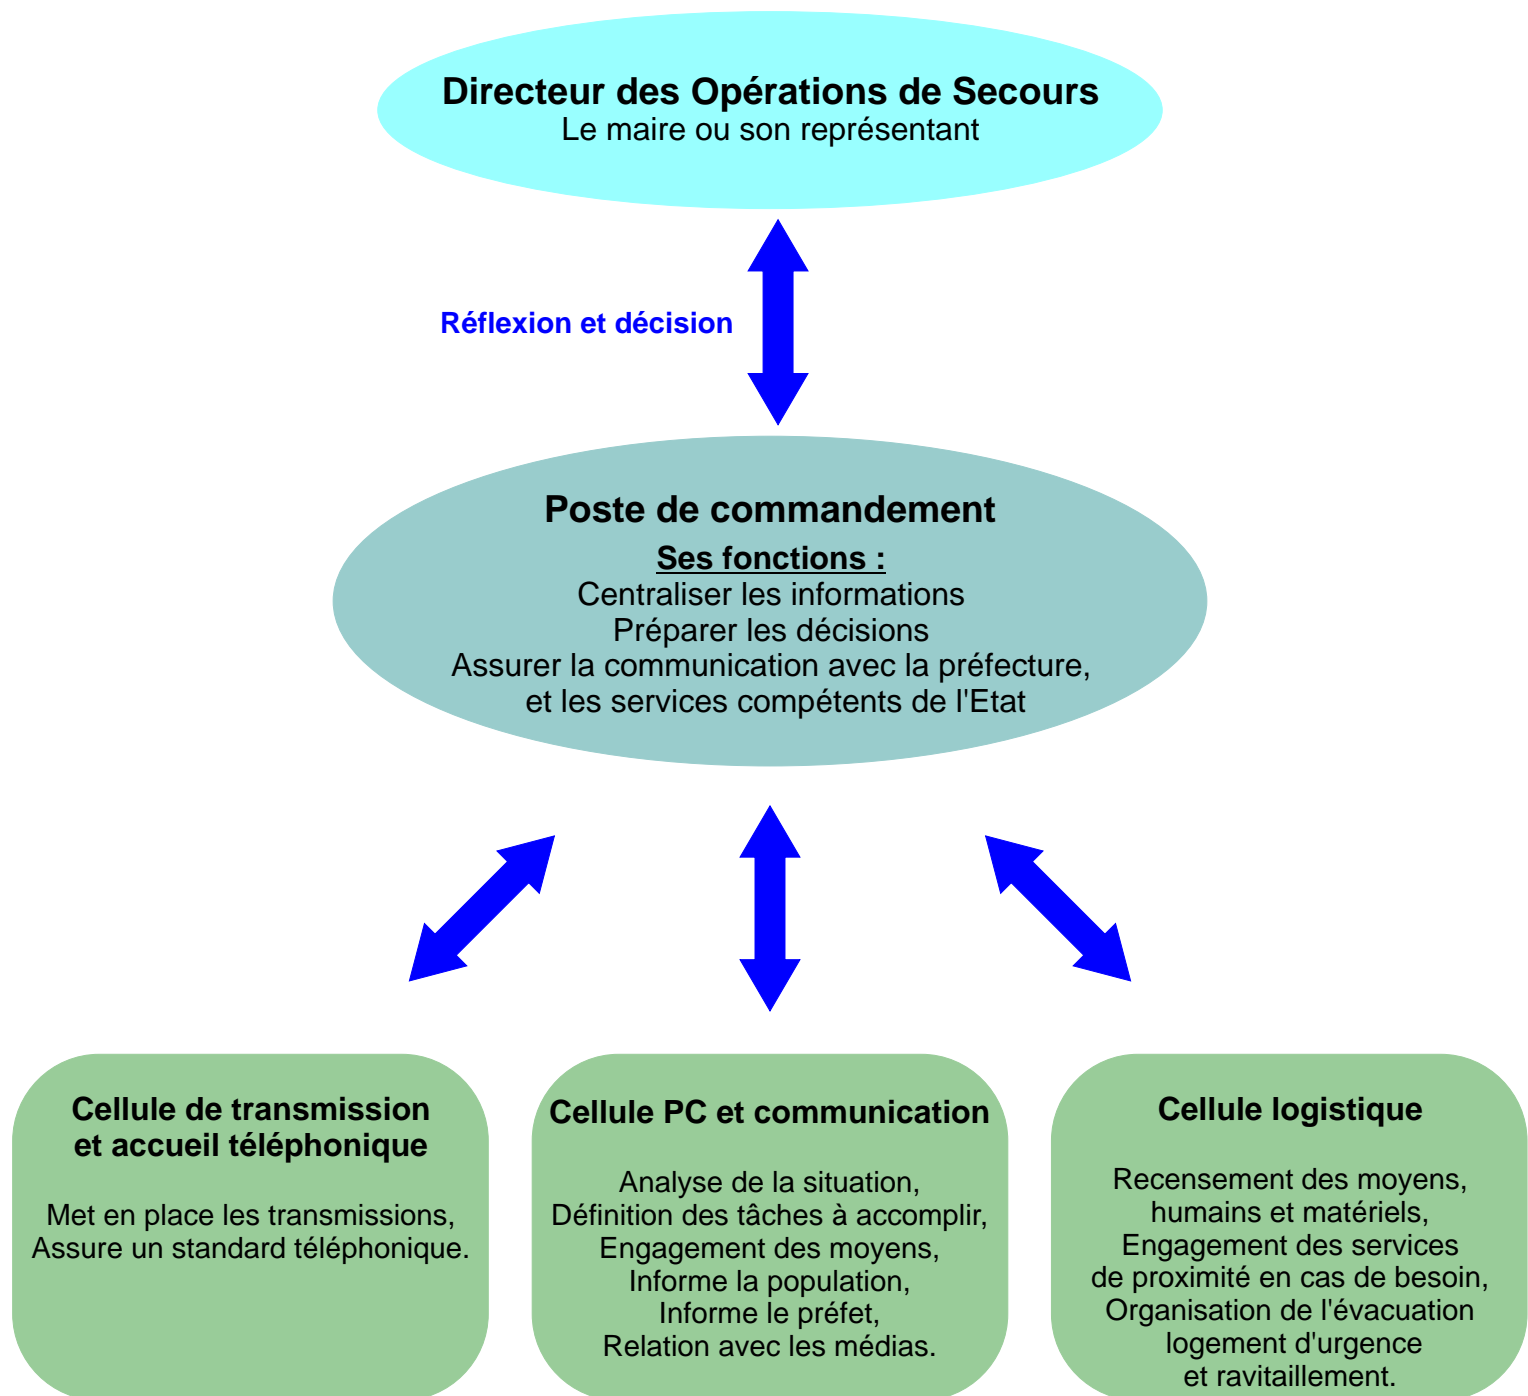 Directeur des Opérations de Secours
Le maire ou son représentant
Réflexion et décision
Poste de commandement
Ses fonctions :
Centraliser les informations
Préparer les décisions
Assurer la communication avec la préfecture,
et les services compétents de l'Etat
Cellule de transmission
et accueil téléphonique
Met en place les transmissions,
Assure un standard téléphonique.
Cellule PC et communication
Analyse de la situation,
Définition des tâches à accomplir,
Engagement des moyens,
Informe la population,
Informe le préfet,
Relation avec les médias.
Cellule logistique
Recensement des moyens,
humains et matériels,
Engagement des services
de proximité en cas de besoin,
Organisation de l'évacuation
logement d'urgence
et ravitaillement.